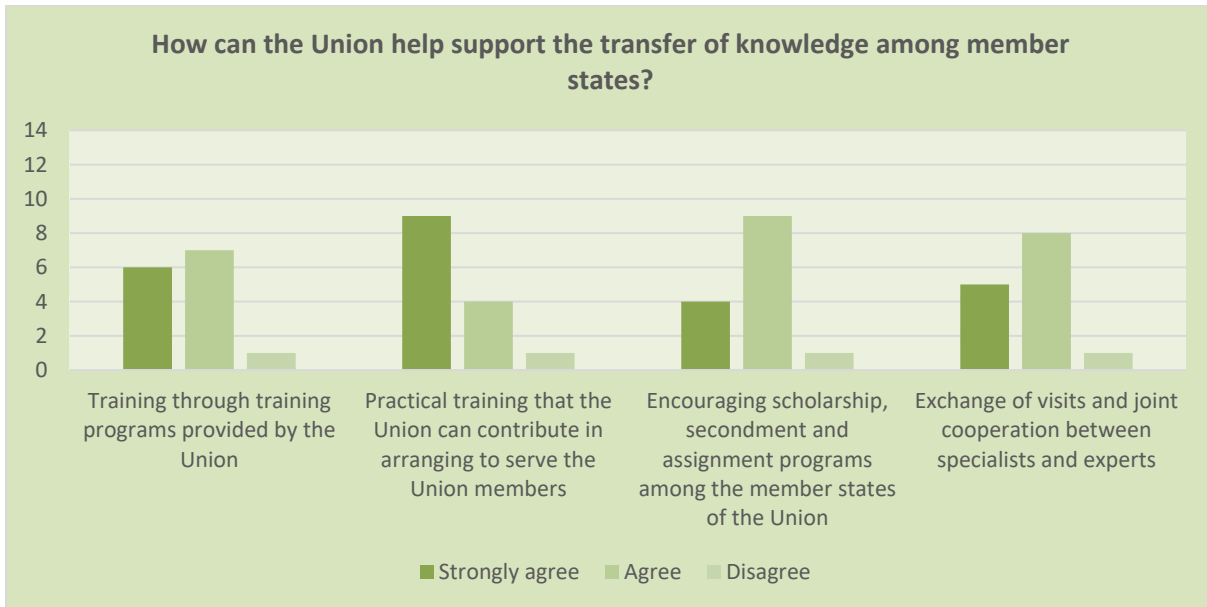 How can the Union help support the transfer of knowledge among member
states?
14
12
10
8
6
4
2
0
Training through training
programs provided by the
Union
Practical training that the
Union can contribute in
arranging to serve the
Union members
Encouraging scholarship,
secondment and
assignment programs
among the member states
of the Union
Exchange of visits and joint
cooperation between
specialists and experts
Strongly agree Agree Disagree